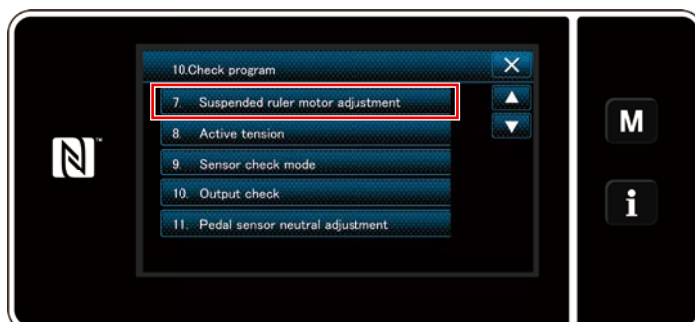 10.Check program
7. Suspended ruler motor adjustment
8. Active tension
9. Sensor check mode
10. Output check
11. Pedal sensor neutral adjustment
M
i